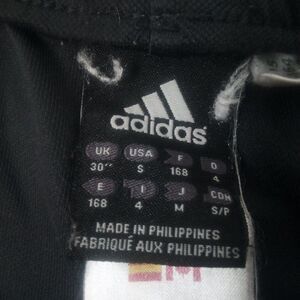 adidas
UK USA F D
30" S 168 4
E I J CDN
168 4 M S/P
MADE IN PHILIPPINES
FABRIQUÉ AUX PHILIPPINES